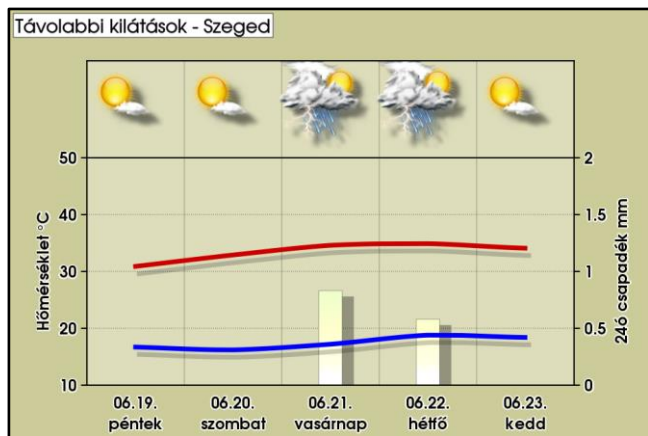 Távolabbi kilátások - Szeged
50
40
30
20
10
Hőmérséklet °C
2
1.5
1
0.5
0
24ó csapadék mm
06.19. 06.20. 06.21. 06.22. 06.23.
péntek szombat vasárnap hétfő kedd